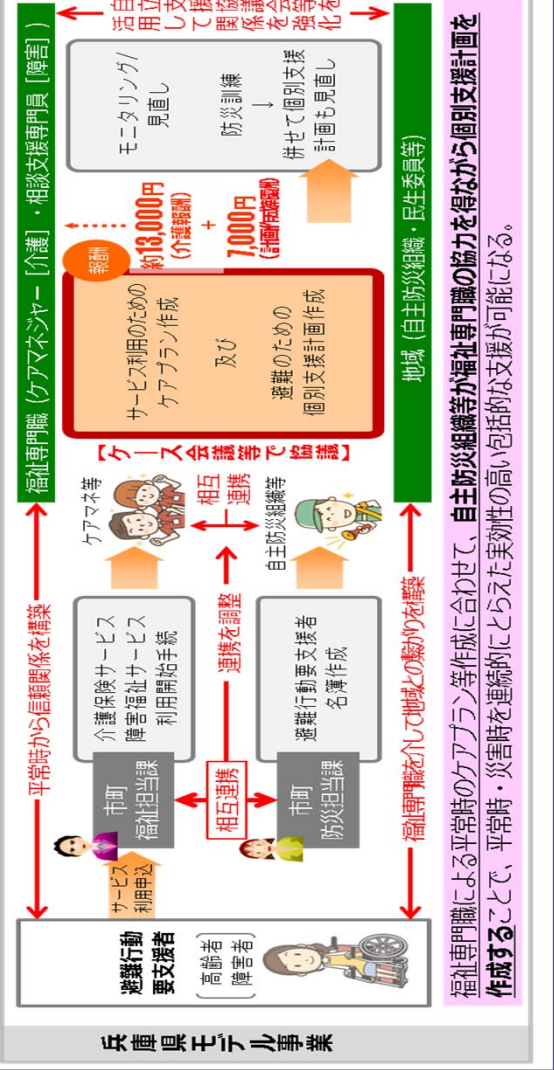 兵庫県モデル事業
避難行動
要支援者
高齢者
障害者
平常時から信頼関係を構築
サービス
利用申込
市町
福祉担当課
介護保険サービス
障害福祉サービス
利用開始手続
ケアマネ等
相互連携
連携を調整
相互
連携
市町
防災担当課
避難行動要支援者
名簿作成
自主防災組織等
福祉専門職を介して地域との繋がりを構築
福祉専門職(ケアマネジャー[介護]・相談支援専門員[障害])
【ケース会議等で協議】
サービス利用のための
ケアプラン作成
及び
避難のための
個別支援計画作成
報酬
約13,000円
(介護報酬)
+
7,000円
(計画作成報酬)
モニタリング/
見直し
防災訓練
↓
併せて個別支援
計画も見直し
地域(自主防災組織・民生委員等)
自立支援協議会等を
活用して関係を強化
福祉専門職による平常時のケアプラン等作成に合わせて、自主防災組織等が福祉専門職の協力を得ながら個別支援計画を
作成することで、平常時・災害時を連続的にとらえた実効性の高い包括的な支援が可能になる。